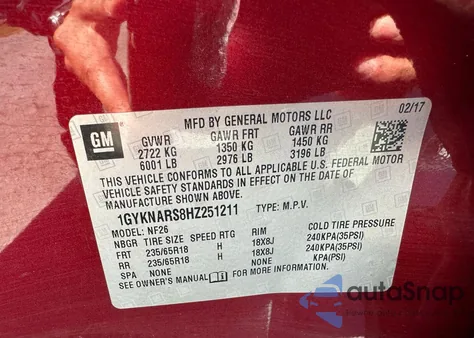 GM
MFD BY GENERAL MOTORS LLC 02/17
GVWR GAWR FRT GAWR RR
2722 KG 1350 KG 1450 KG
6001 LB 2976 LB 3196 LB
THIS VEHICLE CONFORMS TO ALL APPLICABLE U.S. FEDERAL MOTOR
VEHICLE SAFETY STANDARDS IN EFFECT ON THE DATE OF
MANUFACTURE SHOWN ABOVE.
1GYKNARS8HZ251211 TYPE: M.P.V.
NBGR NF26
TIRE SIZE SPEED RTG RIM COLD TIRE PRESSURE
FRT 235/65R18 H 18X8J 240KPA(35PSI)
RR 235/65R18 H 18X8J 240KPA(35PSI)
SPA NONE NONE KPA(PSI)
SEE OWNER'S MANUAL FOR MORE INFORMATION.
autoSnap